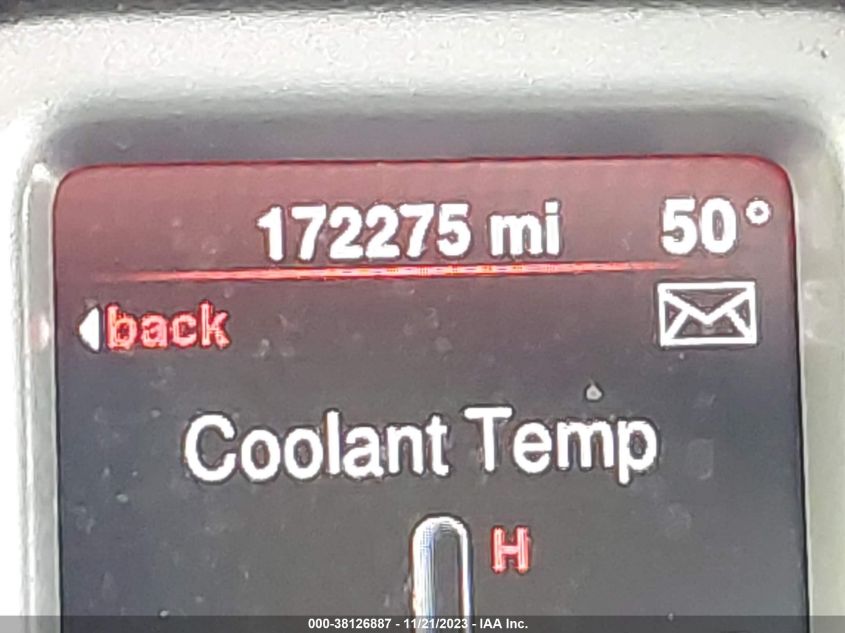 172275 mi 50°
back
Coolant Temp
H
000-38126887 - 11/21/2023 - IAA Inc.